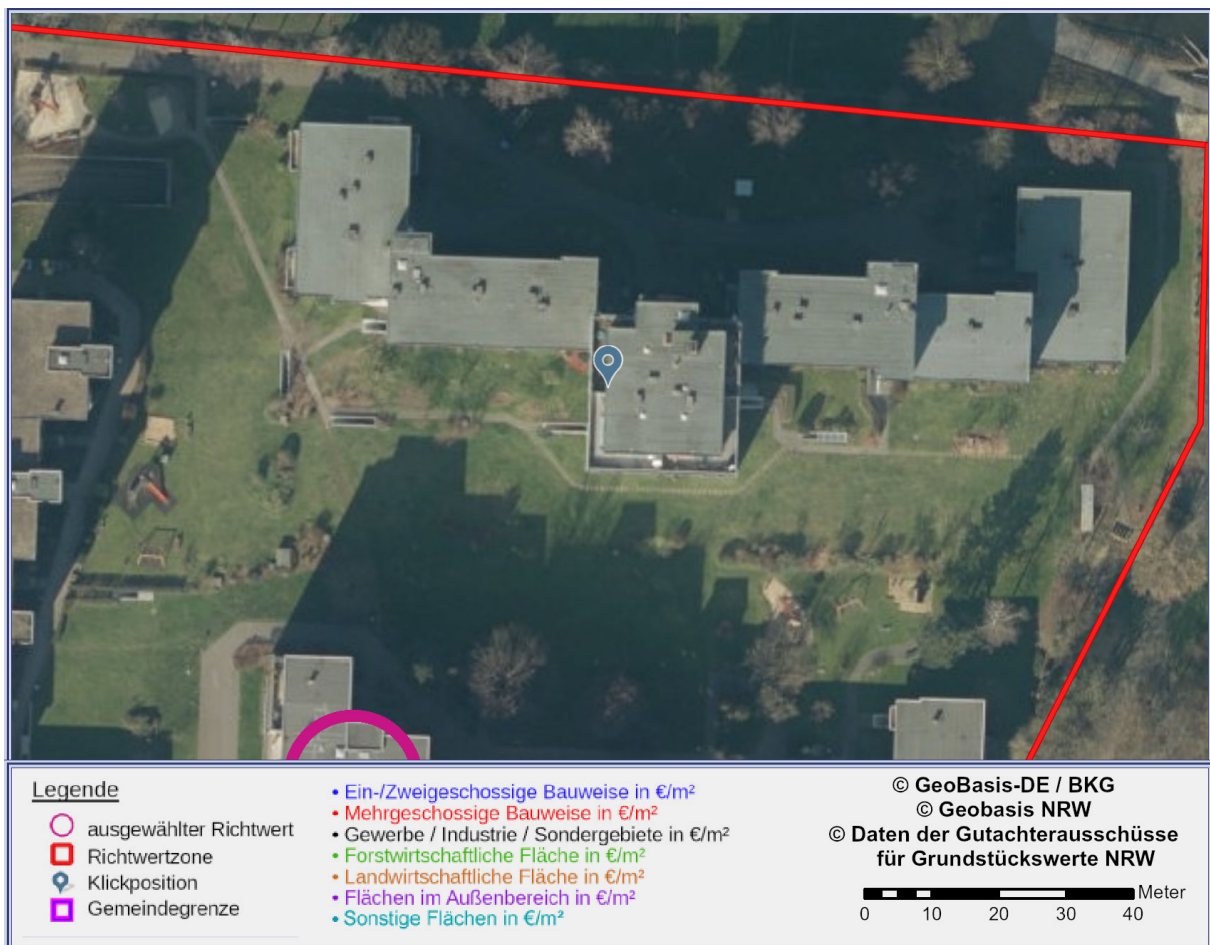 Legende
ausgewählter Richtwert
Richtwertzone
Klickposition
Gemeindegrenze
• Ein-/Zweigeschossige Bauweise in €/m²
• Mehrgeschossige Bauweise in €/m²
• Gewerbe / Industrie / Sondergebiete in €/m²
• Forstwirtschaftliche Fläche in €/m²
• Landwirtschaftliche Fläche in €/m²
• Flächen im Außenbereich in €/m²
• Sonstige Flächen in €/m²
© GeoBasis-DE / BKG
© Geobasis NRW
© Daten der Gutachterausschüsse
für Grundstückswerte NRW
Meter
0 10 20 30 40